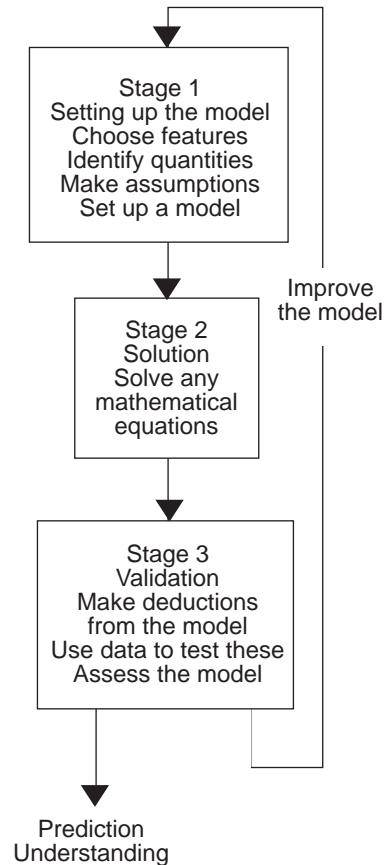 Stage 1
Setting up the model
Choose features
Identify quantities
Make assumptions
Set up a model
Improve
the model
Stage 2
Solution
Solve any
mathematical
equations
Stage 3
Validation
Make deductions
from the model
Use data to test these
Assess the model
Prediction
Understanding